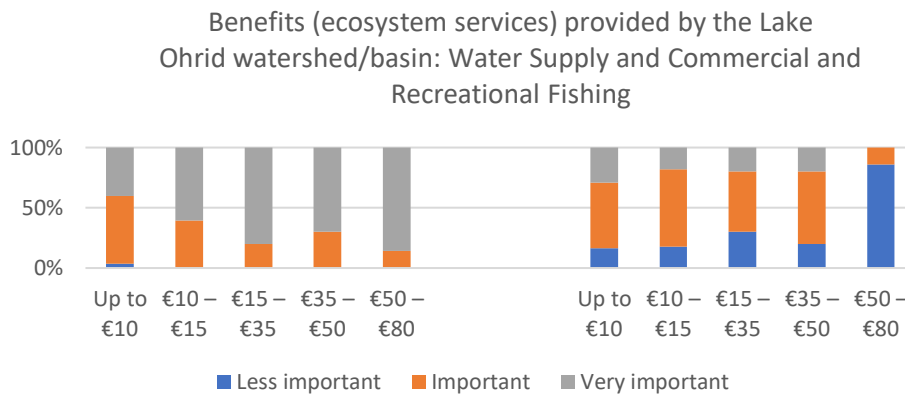 Benefits (ecosystem services) provided by the Lake
Ohrid watershed/basin: Water Supply and Commercial and
Recreational Fishing
100%
50%
0%
Up to €10 – €15 – €35 – €50 – Up to €10 – €15 – €35 – €50 –
€10 €15 €35 €50 €80 €10 €15 €35 €50 €80
Less important Important Very important